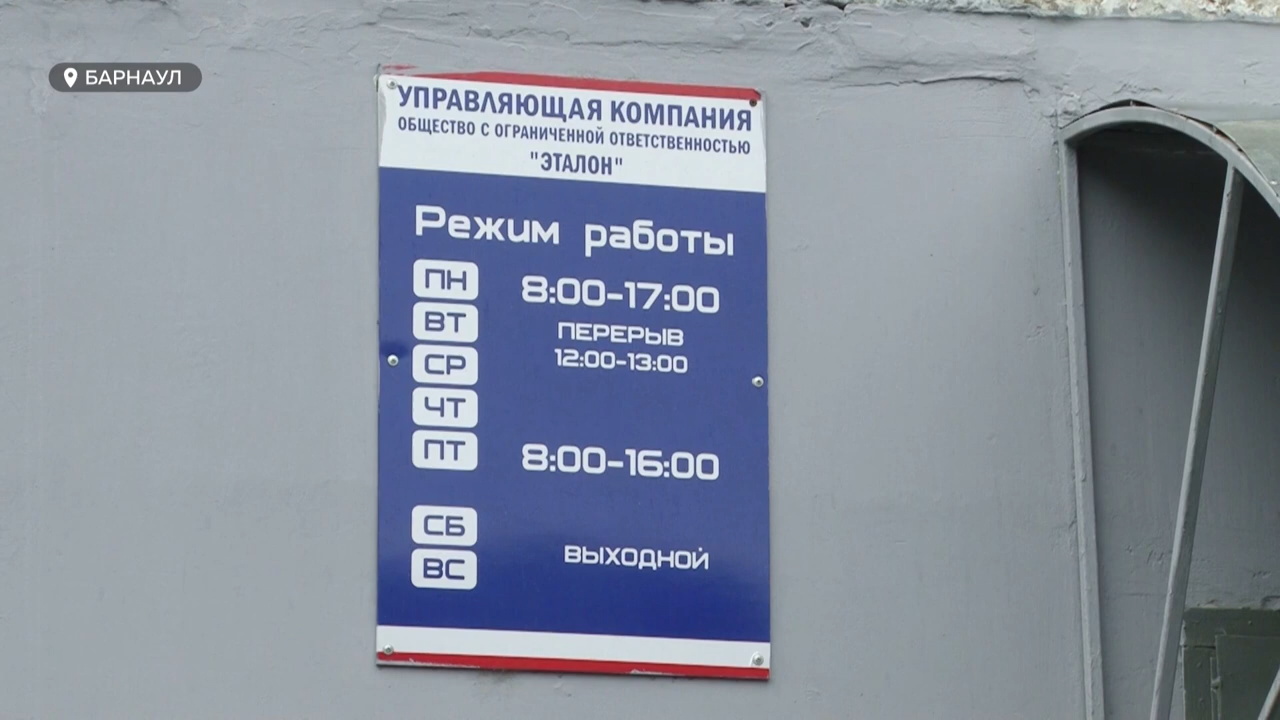 БАРНАУЛ
УПРАВЛЯЮЩАЯ КОМПАНИЯ
ОБЩЕСТВО С ОГРАНИЧЕННОЙ ОТВЕТСТВЕННОСТЬЮ
"ЭТАЛОН"
Режим работы
ПН
8:00-17:00
ВТ
ПЕРЕРЫВ
СР
12:00-13:00
ЧТ
ПТ
8:00-16:00
СБ
ВЫХОДНОЙ
ВС